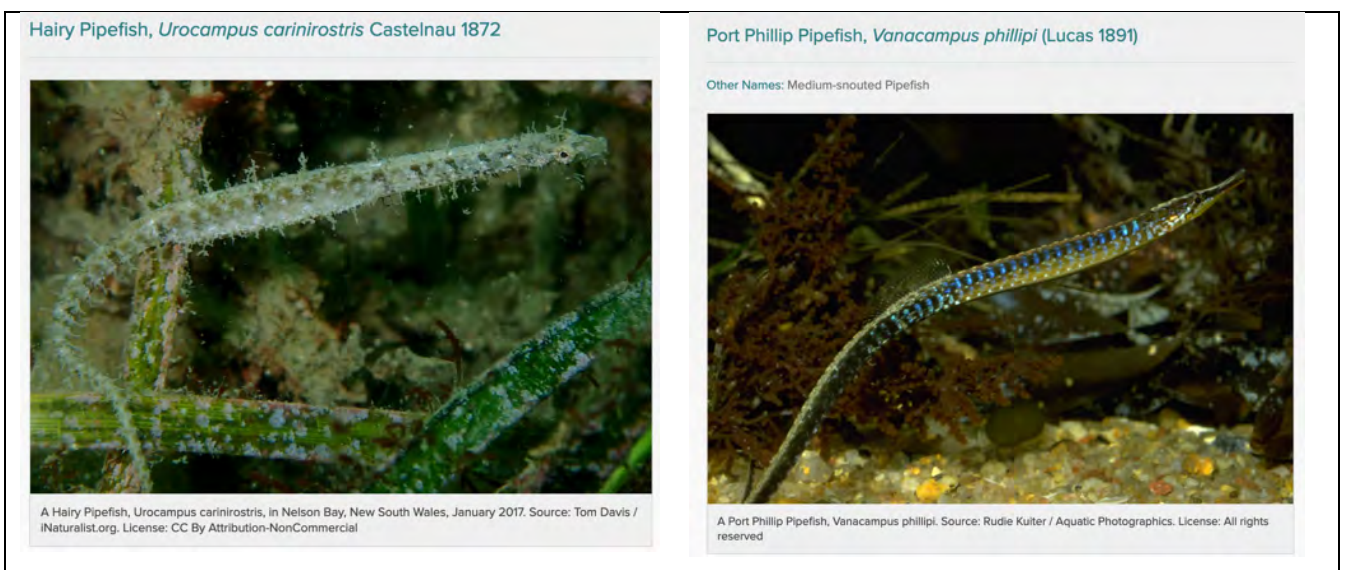 Hairy Pipefish, Urocampus carinirostris Castelnau 1872
A Hairy Pipefish, Urocampus carinirostris, in Nelson Bay, New South Wales, January 2017. Source: Tom Davis /
iNaturalist.org. License: CC By Attribution-NonCommercial
Port Phillip Pipefish, Vanacampus phillipi (Lucas 1891)
Other Names: Medium-snouted Pipefish
A Port Phillip Pipefish, Vanacampus phillipi. Source: Rudie Kuiter / Aquatic Photographics. License: All rights
reserved